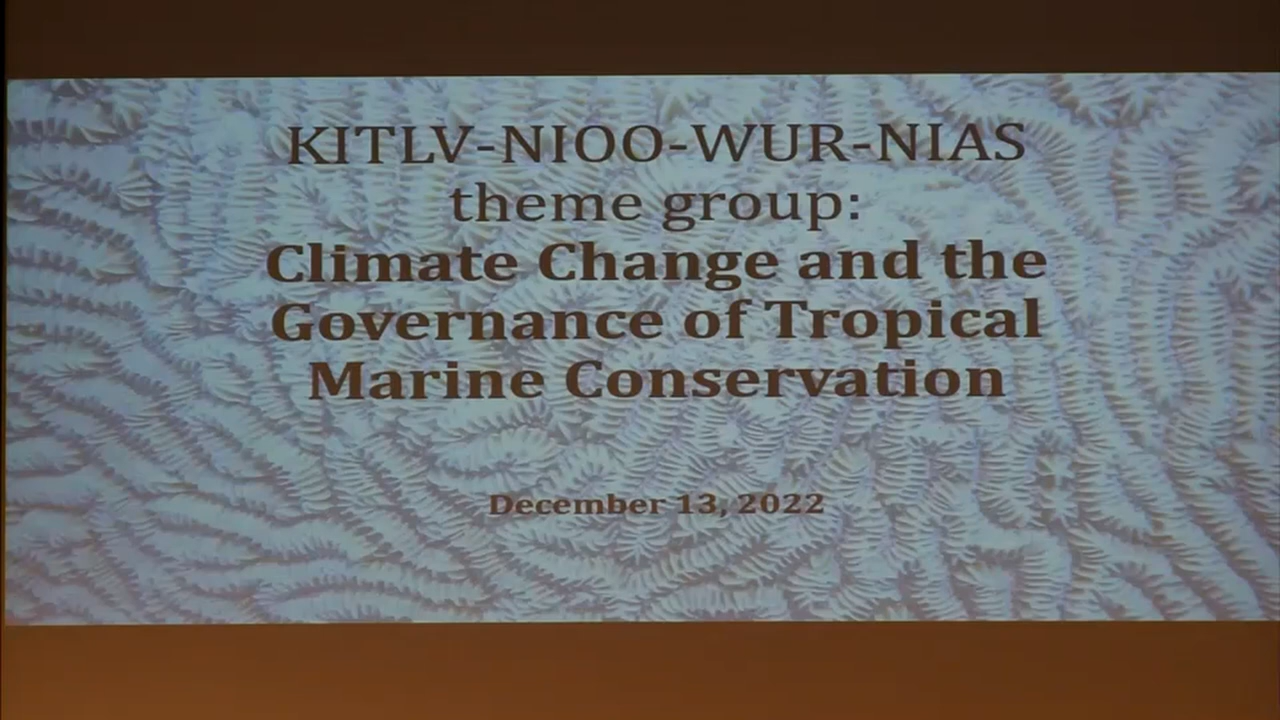 KITLV-NIOO-WUR-NIAS
theme group:
Climate Change and the
Governance of Tropical
Marine Conservation
December 13, 2022